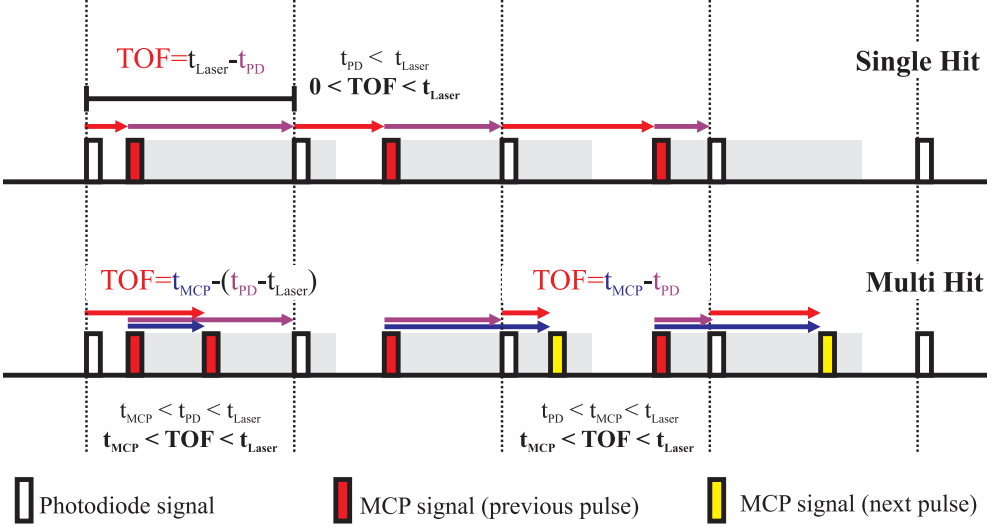 TOF=tLaser-tPD
tPD < tLaser
0 < TOF < tLaser
Single Hit
TOF=tMCP-(tPD-tLaser)
TOF=tMCP-tPD
Multi Hit
tMCP < tPD < tLaser
tMCP < TOF < tLaser
tPD < tMCP < tLaser
tMCP < TOF < tLaser
Photodiode signal
MCP signal (previous pulse)
MCP signal (next pulse)